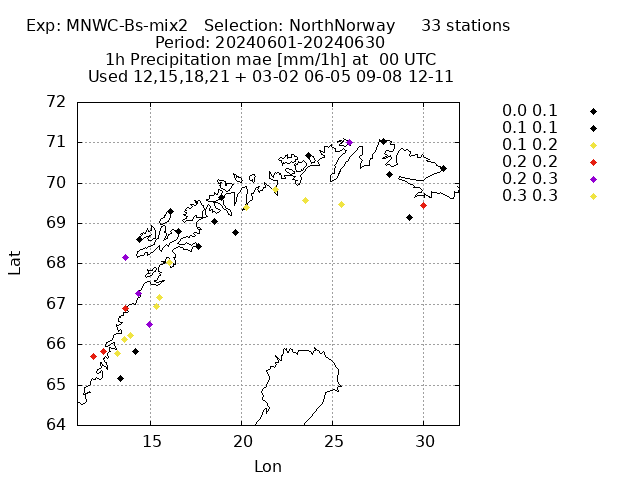 Exp: MNWC-Bs-mix2 Selection: NorthNorway 33 stations
Period: 20240601-20240630
1h Precipitation mae [mm/1h] at 00 UTC
Used 12,15,18,21 + 03-02 06-05 09-08 12-11
0.0 0.1
0.1 0.1
0.1 0.2
0.2 0.2
0.2 0.3
0.3 0.3
72
71
70
69
68
67
66
65
64
Lat
15 20 25 30
Lon